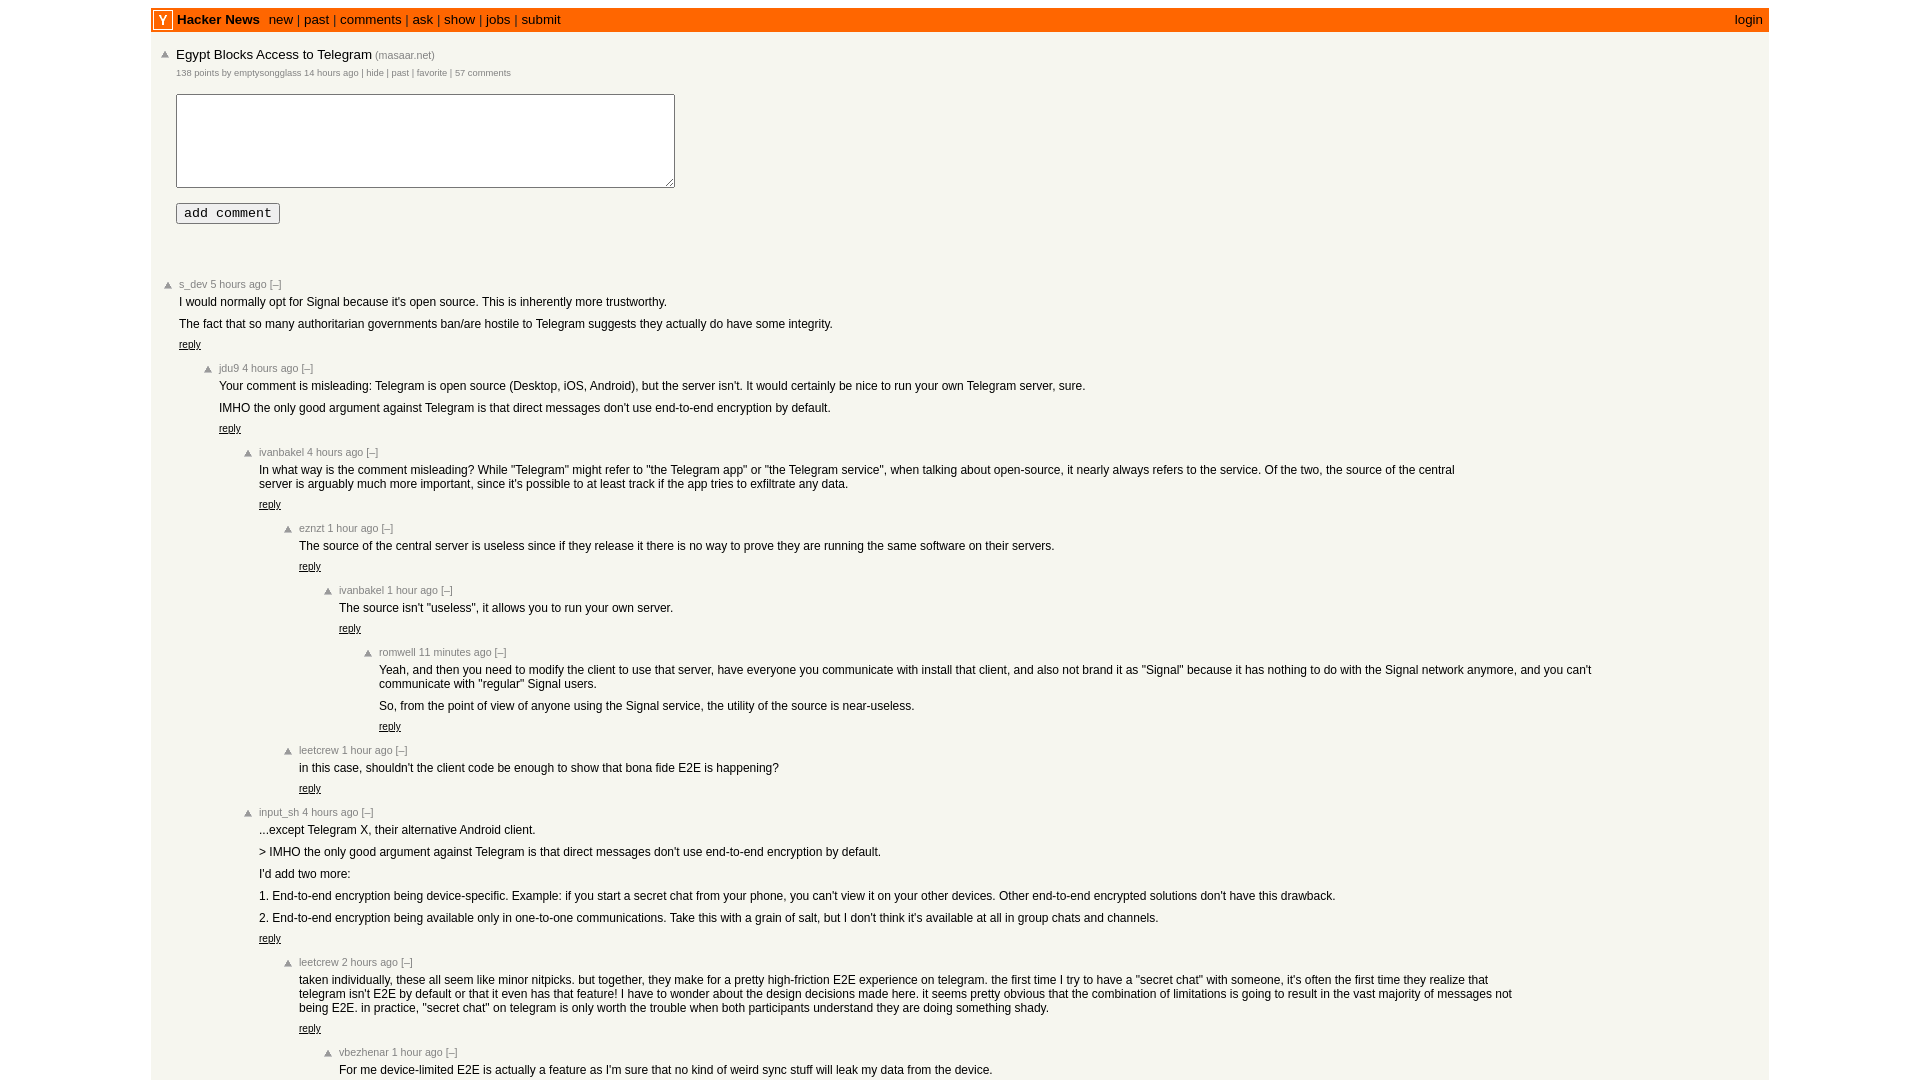 Y Hacker News new | past | comments | ask | show | jobs | submit login
Egypt Blocks Access to Telegram (masaar.net)
138 points by emptysongglass 14 hours ago | hide | past | favorite | 57 comments
add comment
s_dev 5 hours ago [–]
I would normally opt for Signal because it's open source. This is inherently more trustworthy.
The fact that so many authoritarian governments ban/are hostile to Telegram suggests they actually do have some integrity.
reply
jdu9 4 hours ago [–]
Your comment is misleading: Telegram is open source (Desktop, iOS, Android), but the server isn't. It would certainly be nice to run your own Telegram server, sure.
IMHO the only good argument against Telegram is that direct messages don't use end-to-end encryption by default.
reply
ivanbakel 4 hours ago [–]
In what way is the comment misleading? While "Telegram" might refer to "the Telegram app" or "the Telegram service", when talking about open-source, it nearly always refers to the service. Of the two, the source of the central
server is arguably much more important, since it's possible to at least track if the app tries to exfiltrate any data.
reply
eznzt 1 hour ago [–]
The source of the central server is useless since if they release it there is no way to prove they are running the same software on their servers.
reply
ivanbakel 1 hour ago [–]
The source isn't "useless", it allows you to run your own server.
reply
romwell 11 minutes ago [–]
Yeah, and then you need to modify the client to use that server, have everyone you communicate with install that client, and also not brand it as "Signal" because it has nothing to do with the Signal network anymore, and you can't
communicate with "regular" Signal users.
So, from the point of view of anyone using the Signal service, the utility of the source is near-useless.
reply
leetcrew 1 hour ago [–]
in this case, shouldn't the client code be enough to show that bona fide E2E is happening?
reply
input_sh 4 hours ago [–]
...except Telegram X, their alternative Android client.
> IMHO the only good argument against Telegram is that direct messages don't use end-to-end encryption by default.
I'd add two more:
1. End-to-end encryption being device-specific. Example: if you start a secret chat from your phone, you can't view it on your other devices. Other end-to-end encrypted solutions don't have this drawback.
2. End-to-end encryption being available only in one-to-one communications. Take this with a grain of salt, but I don't think it's available at all in group chats and channels.
reply
leetcrew 2 hours ago [–]
taken individually, these all seem like minor nitpicks. but together, they make for a pretty high-friction E2E experience on telegram. the first time I try to have a "secret chat" with someone, it's often the first time they realize that
telegram isn't E2E by default or that it even has that feature! I have to wonder about the design decisions made here. it seems pretty obvious that the combination of limitations is going to result in the vast majority of messages not
being E2E. in practice, "secret chat" on telegram is only worth the trouble when both participants understand they are doing something shady.
reply
vbezhenar 1 hour ago [–]
For me device-limited E2E is actually a feature as I'm sure that no kind of weird sync stuff will leak my data from the device.